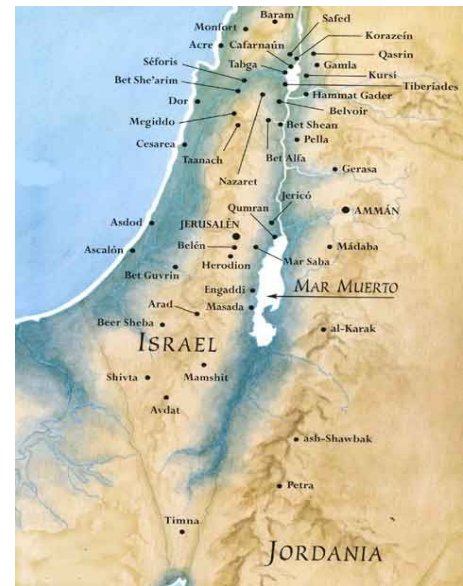 Baram
Safed
Monfort
Korazeín
Acre
Cafarnaún
Qasrin
Tabga
Gamla
Séforis
Kursi
Bet She'arim
Tiberíades
Hammat Gader
Dor
Belvoir
Megiddo
Bet Shean
Cesarea
Pella
Taanach
Bet Alfa
Gerasa
Nazaret
Jericó
Qumran
AMMÁN
Asdod
JERUSALÉN
Belén
Mádaba
Ascalón
Mar Saba
Herodion
Bet Guvrin
Engaddi
MAR MUERTO
Arad
Masada
Beer Sheba
al-Karak
ISRAEL
Shivta
Mamshit
Avdat
ash-Shawbak
Petra
Timna
JORDANIA